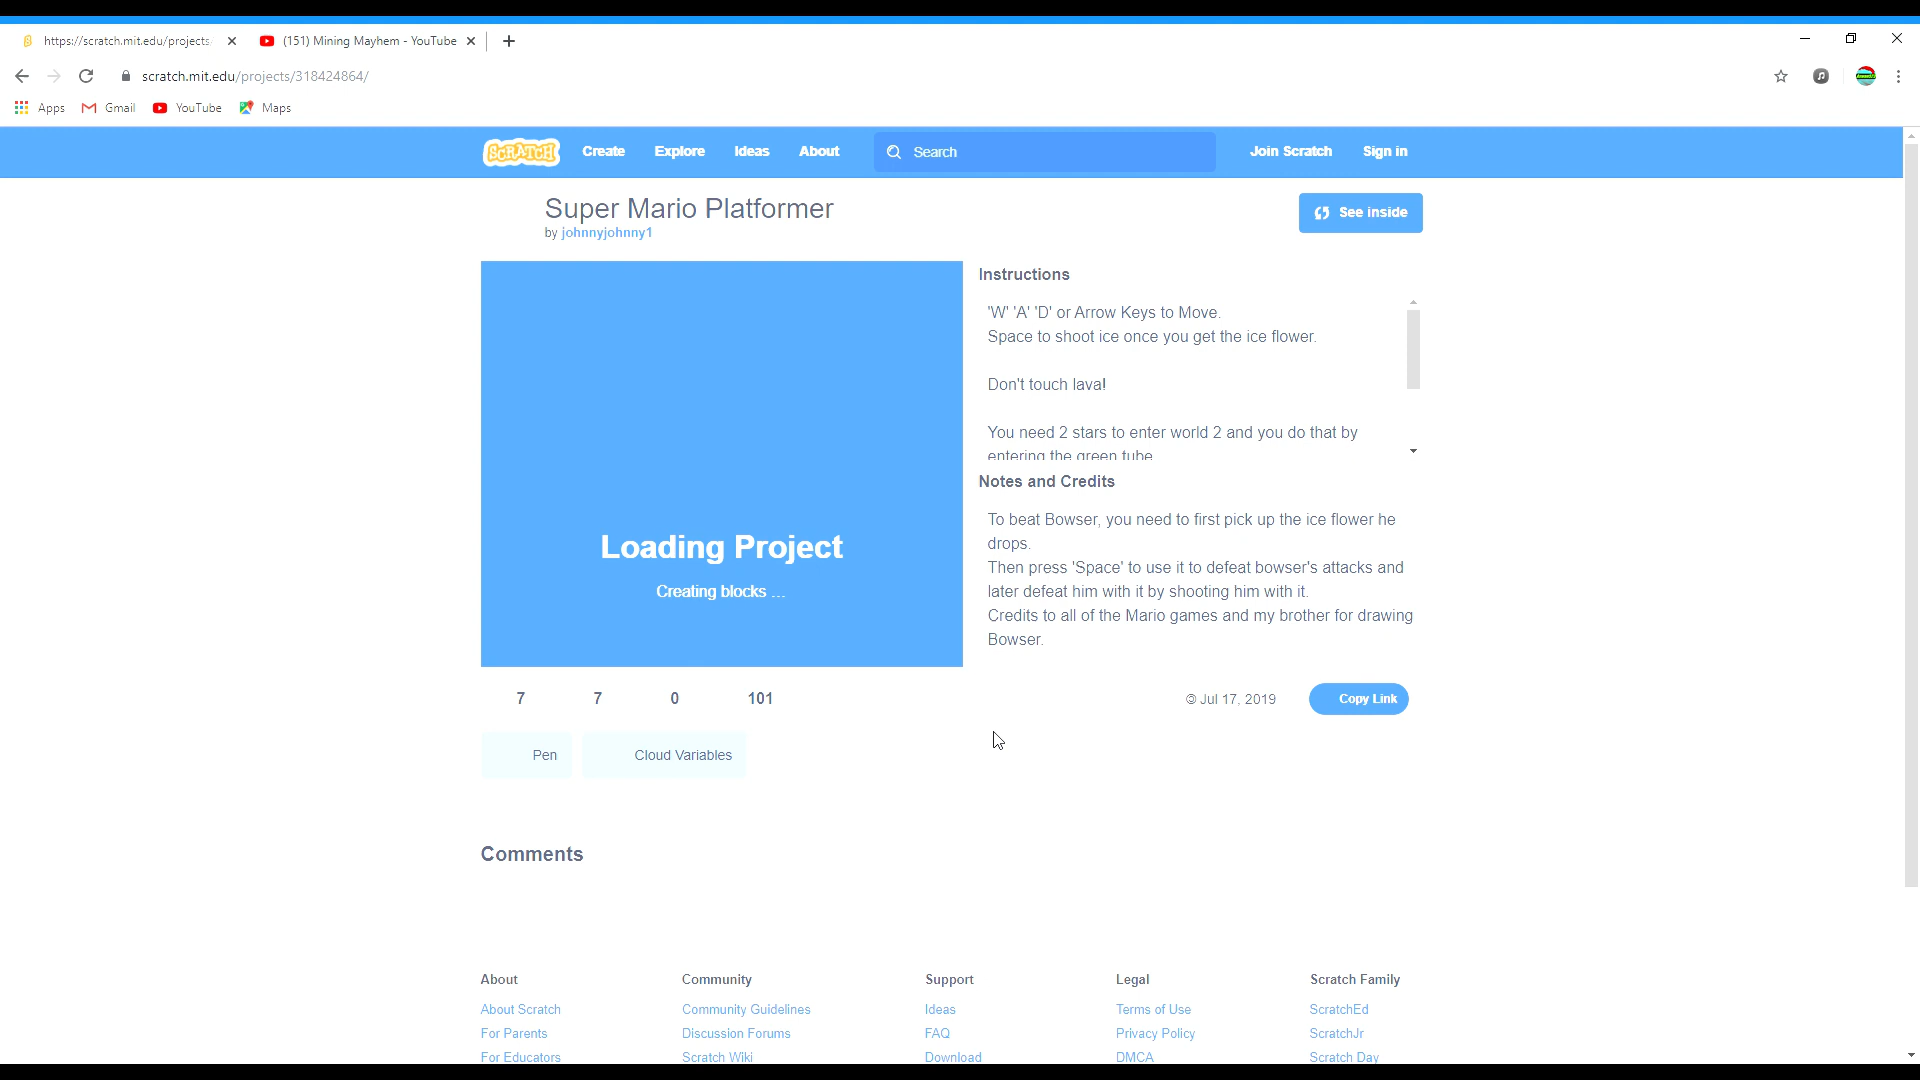 https://scratch.mit.edu/projects
(151) Mining Mayhem - YouTube
scratch.mit.edu/projects/318424864/
Apps
Gmail
YouTube
Maps
SCRATCH
Create
Explore
Ideas
About
Search
Join Scratch
Sign in
Super Mario Platformer
by johnnyjohnny1
See inside
Loading Project
Creating blocks …
Instructions
'W' 'A' 'D' or Arrow Keys to Move.
Space to shoot ice once you get the ice flower.
Don't touch lava!
You need 2 stars to enter world 2 and you do that by
entering the green tube
Notes and Credits
To beat Bowser, you need to first pick up the ice flower he
drops.
Then press 'Space' to use it to defeat bowser's attacks and
later defeat him with it by shooting him with it.
Credits to all of the Mario games and my brother for drawing
Bowser.
7
7
0
101
© Jul 17, 2019
Copy Link
Pen
Cloud Variables
Comments
About
About Scratch
For Parents
For Educators
Community
Community Guidelines
Discussion Forums
Scratch Wiki
Support
Ideas
FAQ
Download
Legal
Terms of Use
Privacy Policy
DMCA
Scratch Family
ScratchEd
ScratchJr
Scratch Day